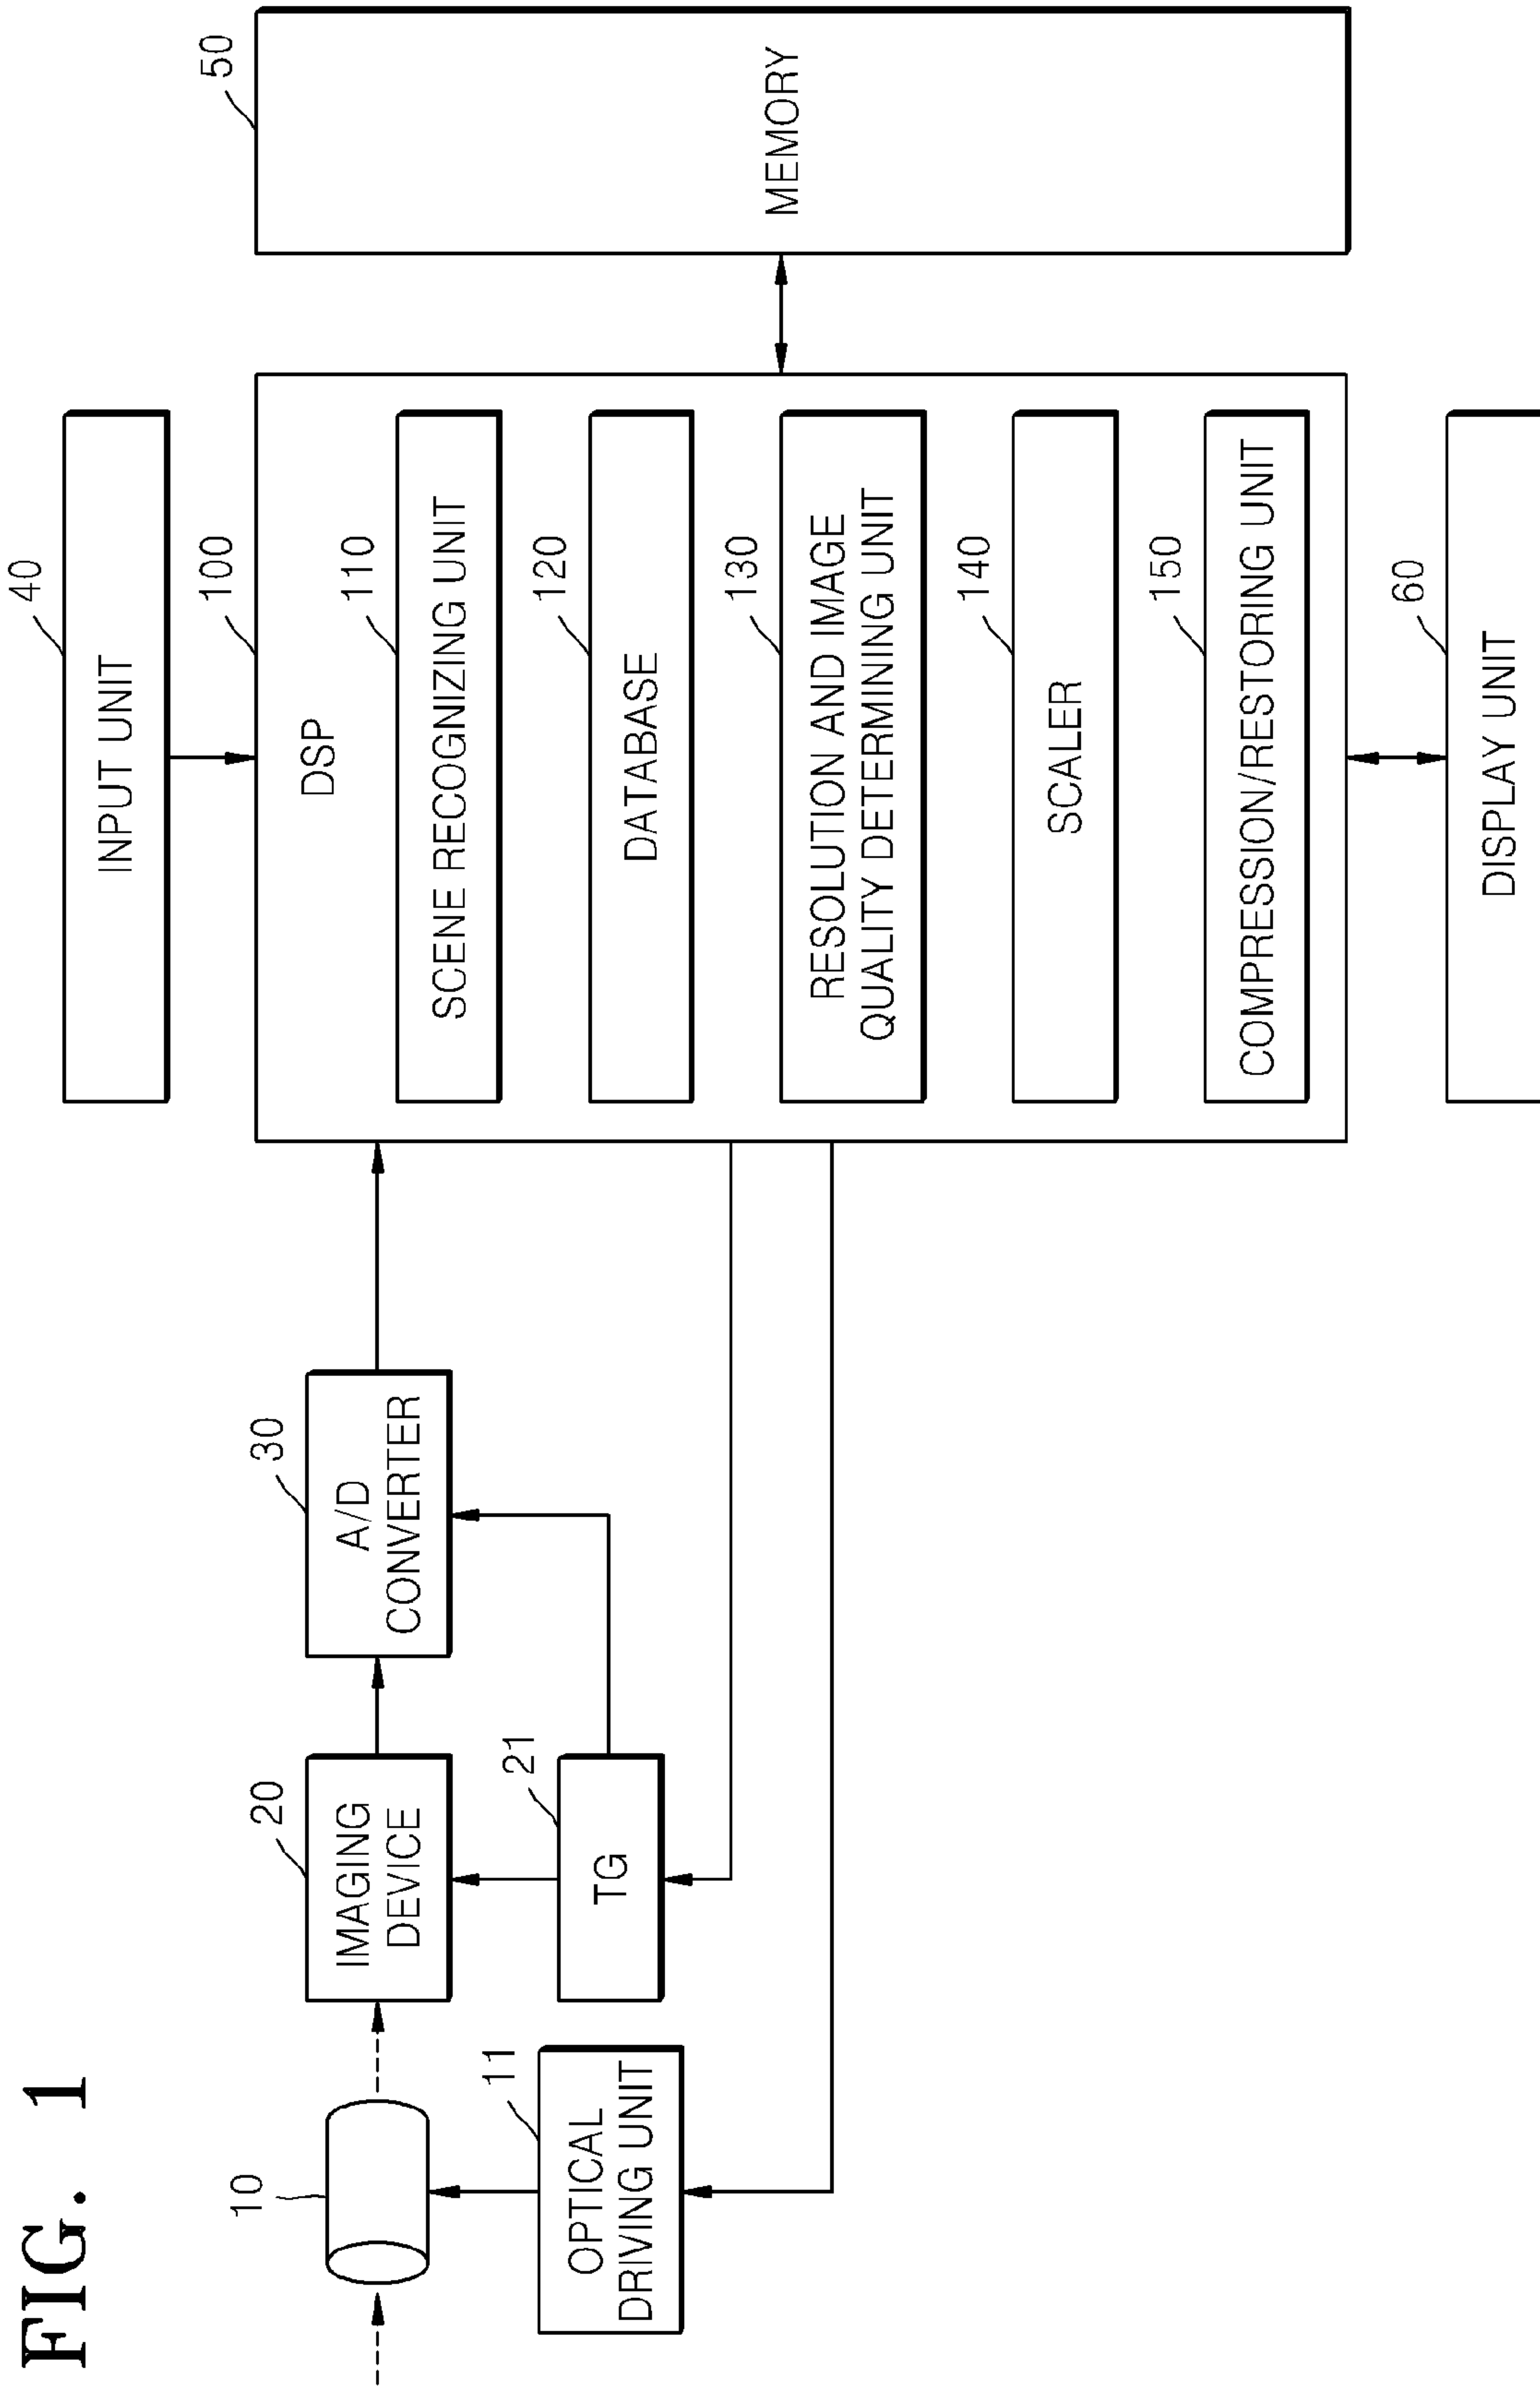 FIG. 1
10
11
OPTICAL
DRIVING UNIT
20
IMAGING
DEVICE
21
TG
30
A/D
CONVERTER
40
INPUT UNIT
100
DSP
110
SCENE RECOGNIZING UNIT
120
DATABASE
130
RESOLUTION AND IMAGE
QUALITY DETERMINING UNIT
140
SCALER
150
COMPRESSION/RESTORING UNIT
60
DISPLAY UNIT
50
MEMORY